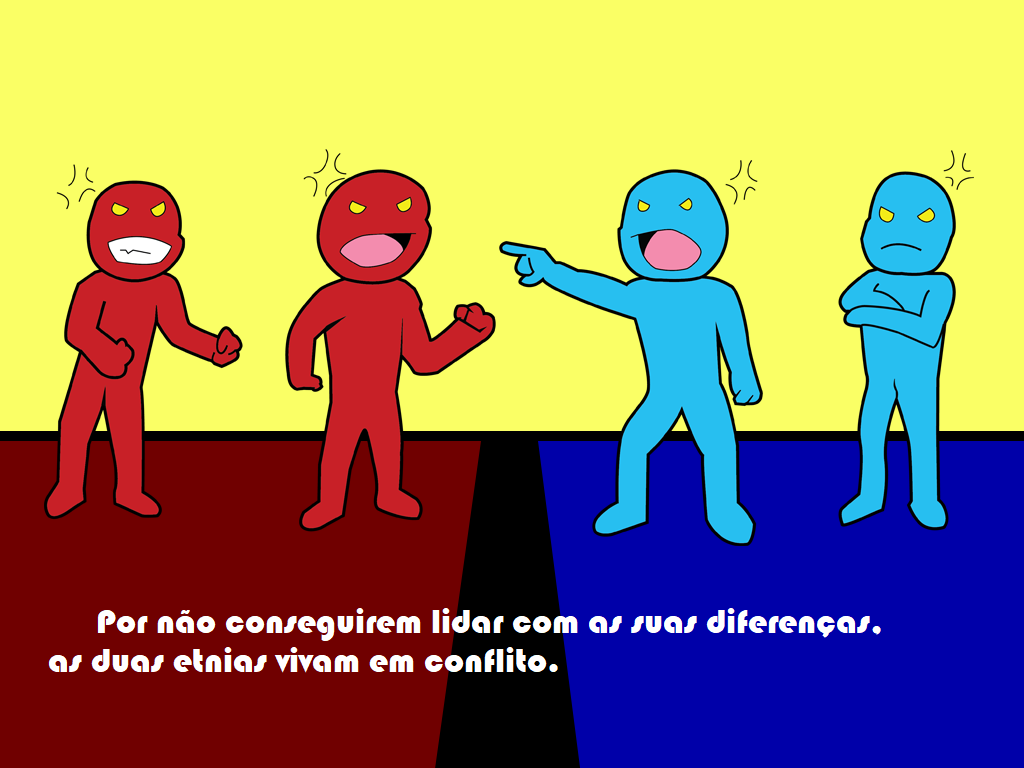 Por não conseguirem lidar com as suas diferenças,
as duas etnias vivam em conflito.